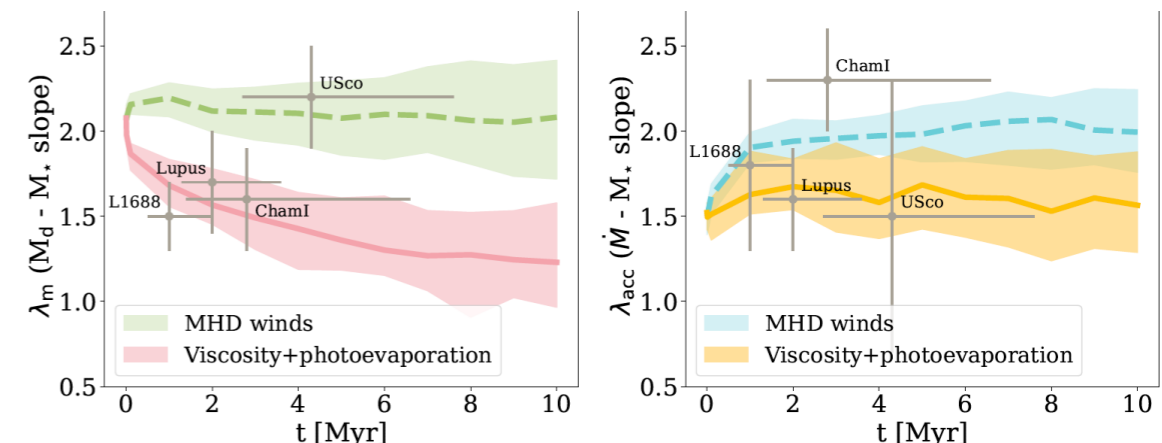 λm (Md - M⋆ slope)
2.5
2.0
1.5
1.0
0.5
USco
Lupus
L1688
ChamI
MHD winds
Viscosity+photoevaporation
0 2 4 6 8 10
t [Myr]
λacc (Ṁ - M⋆ slope)
2.5
2.0
1.5
1.0
0.5
ChamI
L1688
Lupus
USco
MHD winds
Viscosity+photoevaporation
0 2 4 6 8 10
t [Myr]